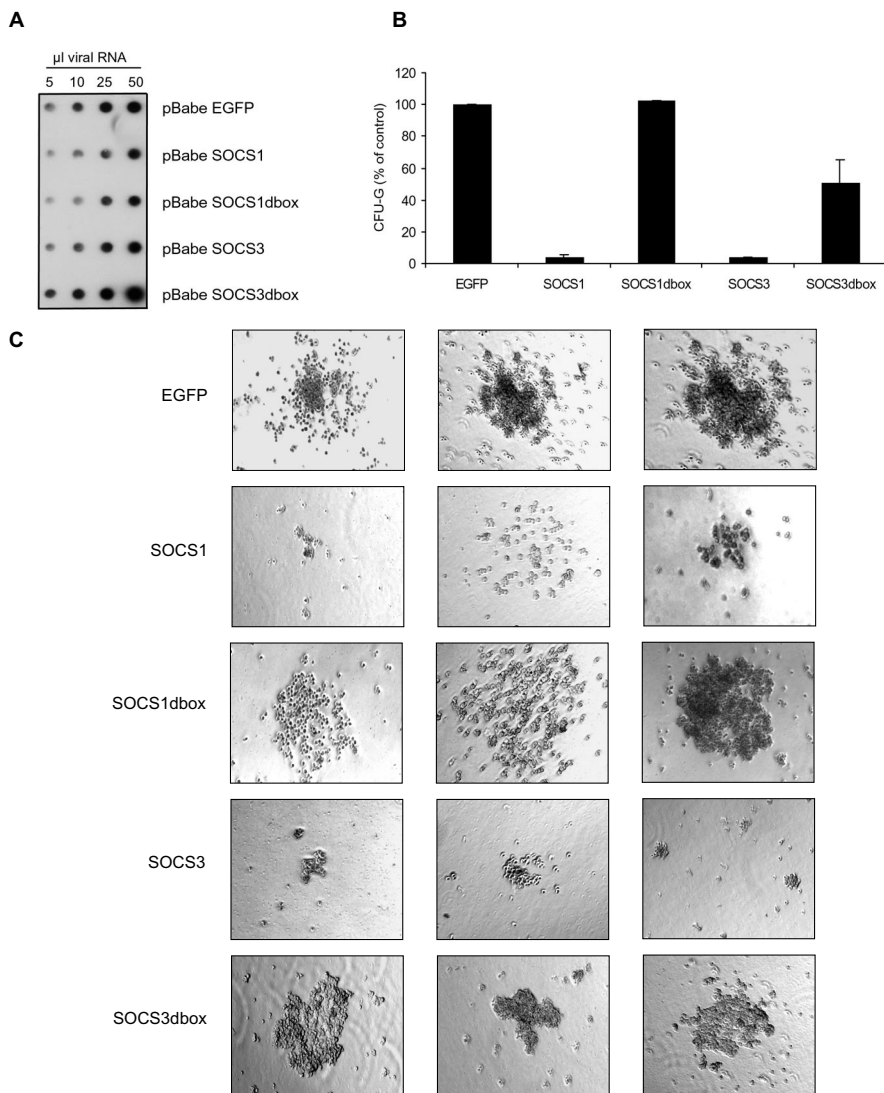 A
µl viral RNA
5 10 25 50
pBabe EGFP
pBabe SOCS1
pBabe SOCS1dbox
pBabe SOCS3
pBabe SOCS3dbox
B
CFU-G (% of control)
120
100
80
60
40
20
0
EGFP SOCS1 SOCS1dbox SOCS3 SOCS3dbox
C
EGFP
SOCS1
SOCS1dbox
SOCS3
SOCS3dbox